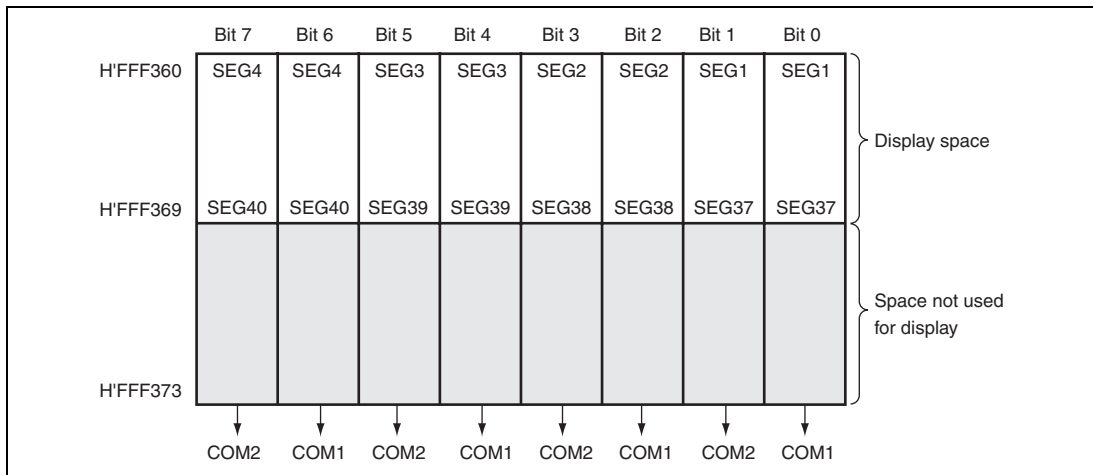 Bit 7 Bit 6 Bit 5 Bit 4 Bit 3 Bit 2 Bit 1 Bit 0
H'FFF360 SEG4 SEG4 SEG3 SEG3 SEG2 SEG2 SEG1 SEG1
Display space
H'FFF369 SEG40 SEG40 SEG39 SEG39 SEG38 SEG38 SEG37 SEG37
Space not used
for display
H'FFF373
COM2 COM1 COM2 COM1 COM2 COM1 COM2 COM1